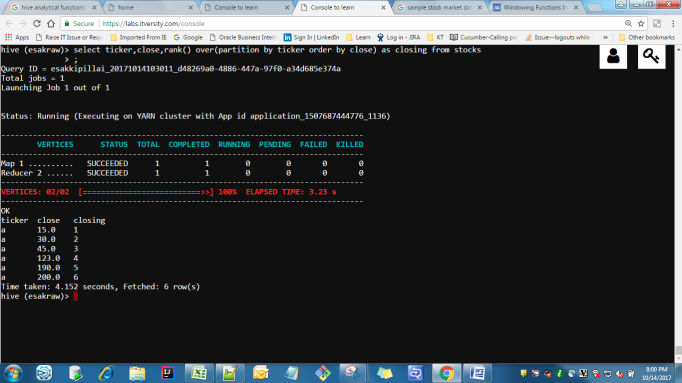 hive analytical functions
home
Console to learn
Console to learn
sample stock market dat
Windowing Functions In
Secure
https://labs.itversity.com/console
Apps
Raise IT Issue or Requ
Imported From IE
Google
Oracle Business Intell
Sign In | LinkedIn
Learn
Log in - JIRA
KT
Cucumber-Calling pa
Issuer--logouts while
Other bookmarks
hive (esakraw)> select ticker,close,rank() over(partition by ticker order by close) as closing from stocks
> ;
Query ID = esakkipillai_20171014103011_d48269a0-4886-447a-97f0-a34d685e374a
Total jobs = 1
Launching Job 1 out of 1
Status: Running (Executing on YARN cluster with App id application_1507687444776_1136)
--------------------------------------------------------------------------------
VERTICES STATUS TOTAL COMPLETED RUNNING PENDING FAILED KILLED
--------------------------------------------------------------------------------
Map 1 .......... SUCCEEDED 1 1 0 0 0 0
Reducer 2 ...... SUCCEEDED 1 1 0 0 0 0
--------------------------------------------------------------------------------
VERTICES: 02/02 [==========================>>] 100% ELAPSED TIME: 3.23 s
--------------------------------------------------------------------------------
OK
ticker close closing
a 15.0 1
a 30.0 2
a 45.0 3
a 123.0 4
a 190.0 5
a 200.0 6
Time taken: 4.152 seconds, Fetched: 6 row(s)
hive (esakraw)>
8:00 PM
10/14/2017